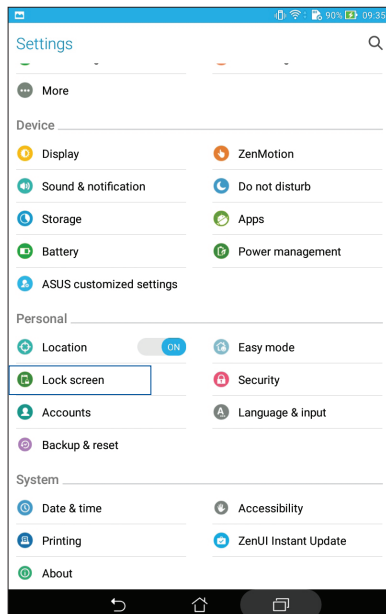 90% 09:35
Settings
More
Device
Display ZenMotion
Sound & notification Do not disturb
Storage Apps
Battery Power management
ASUS customized settings
Personal
Location ON Easy mode
Lock screen Security
Accounts A Language & input
Backup & reset
System
Date & time Accessibility
Printing ZenUI Instant Update
About